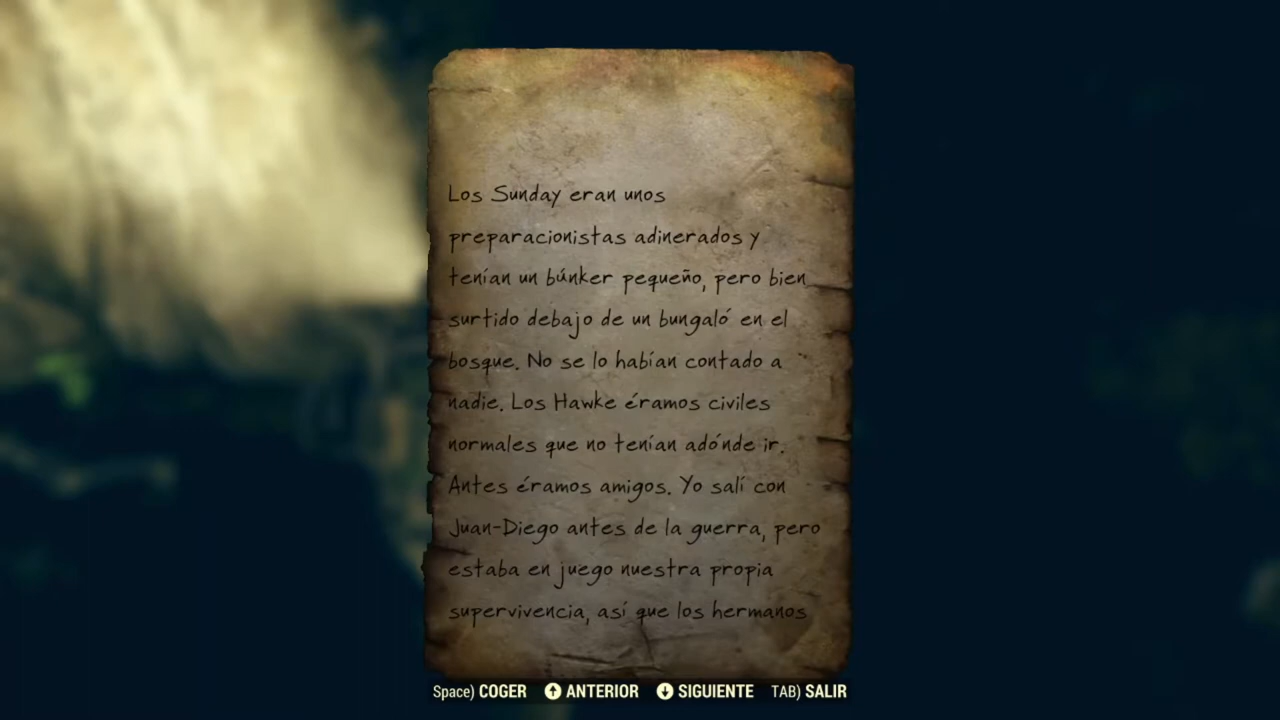 Los Sunday eran unos
preparacionistas adinerados y
tenían un búnker pequeño, pero bien
surtido debajo de un bungaló en el
bosque. No se lo habían contado a
nadie. Los Hawke éramos civiles
normales que no tenían adónde ir.
Antes éramos amigos. Yo salí con
Juan-Diego antes de la guerra, pero
estaba en juego nuestra propia
supervivencia, así que los hermanos
Space) COGER ANTERIOR SIGUIENTE TAB) SALIR